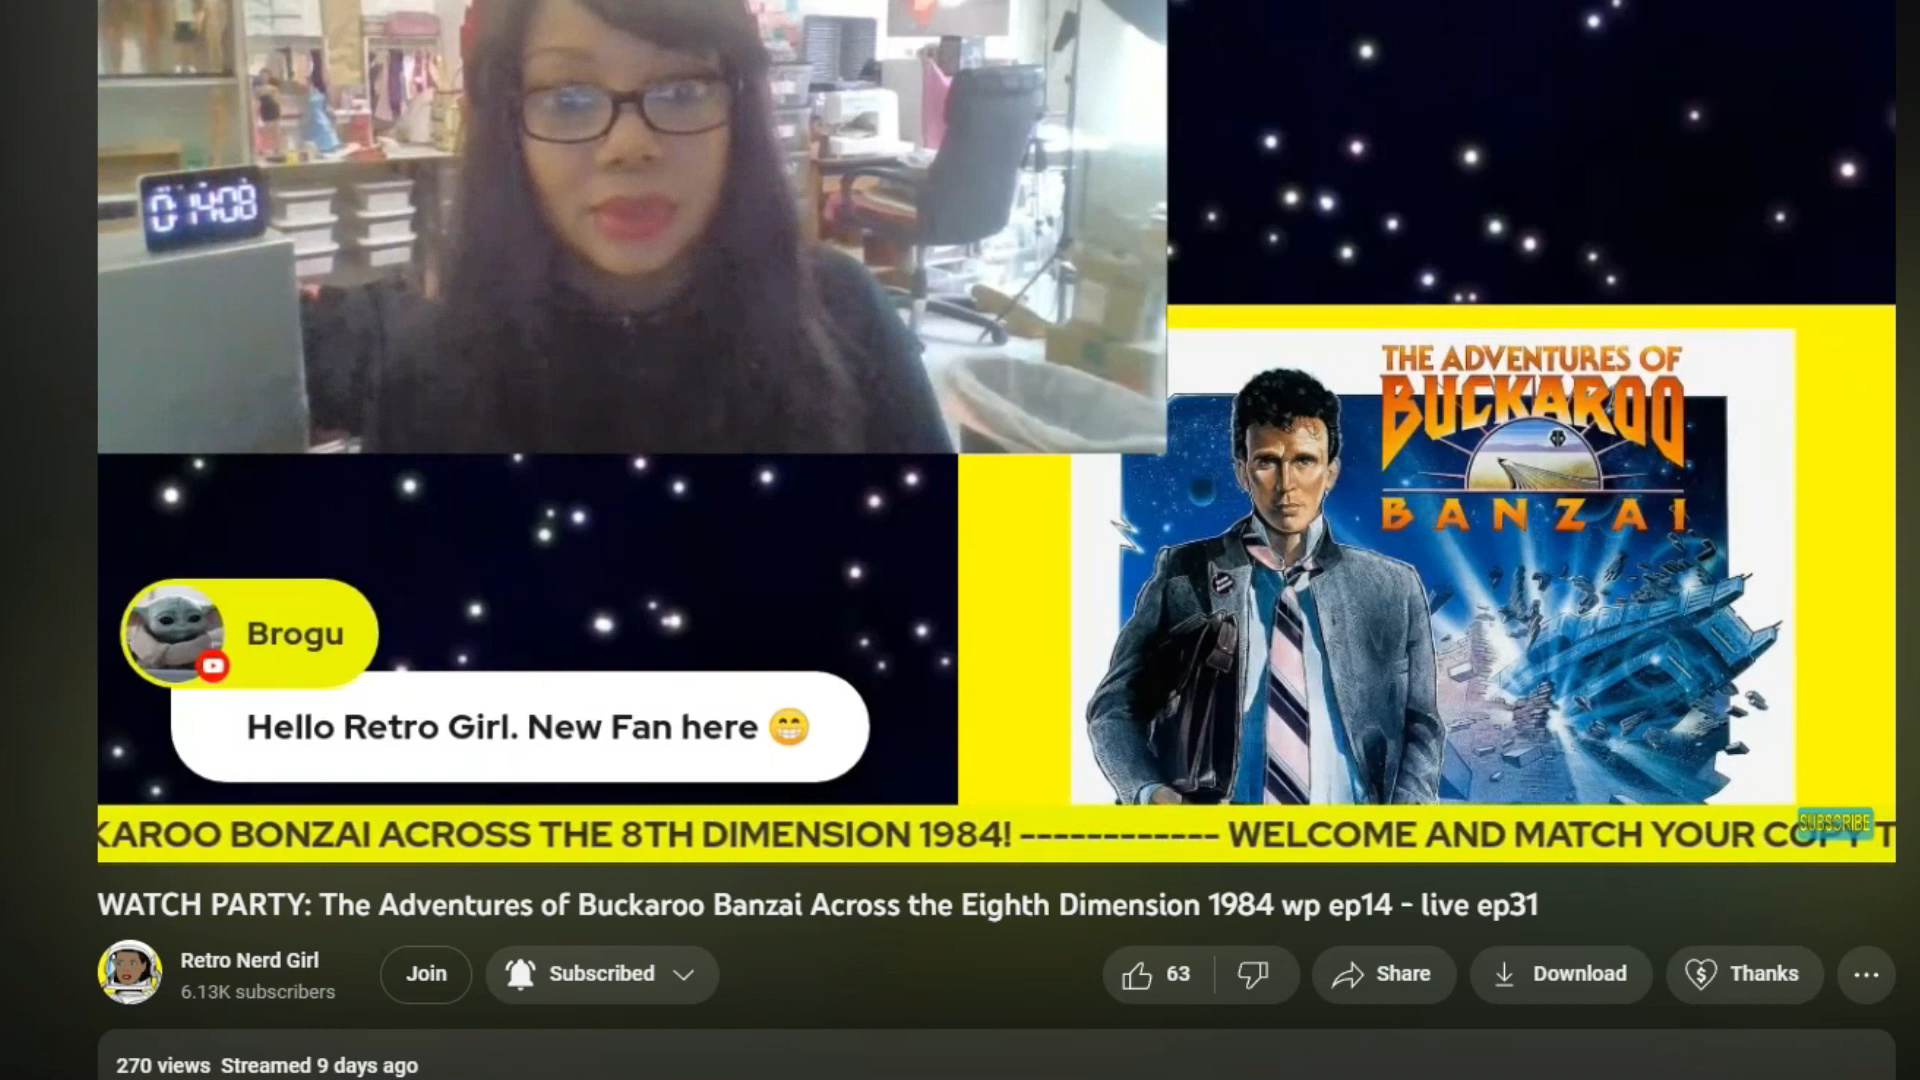 0:14:08
THE ADVENTURES OF
BUCKAROO
BANZAI
Brogu
Hello Retro Girl. New Fan here 😁
KAROO BONZAI ACROSS THE 8TH DIMENSION 1984! ------------ WELCOME AND MATCH YOUR COPY T
SUBSCRIBE
WATCH PARTY: The Adventures of Buckaroo Banzai Across the Eighth Dimension 1984 wp ep14 - live ep31
Retro Nerd Girl
6.13K subscribers
Join
Subscribed
63
Share
Download
Thanks
270 views Streamed 9 days ago